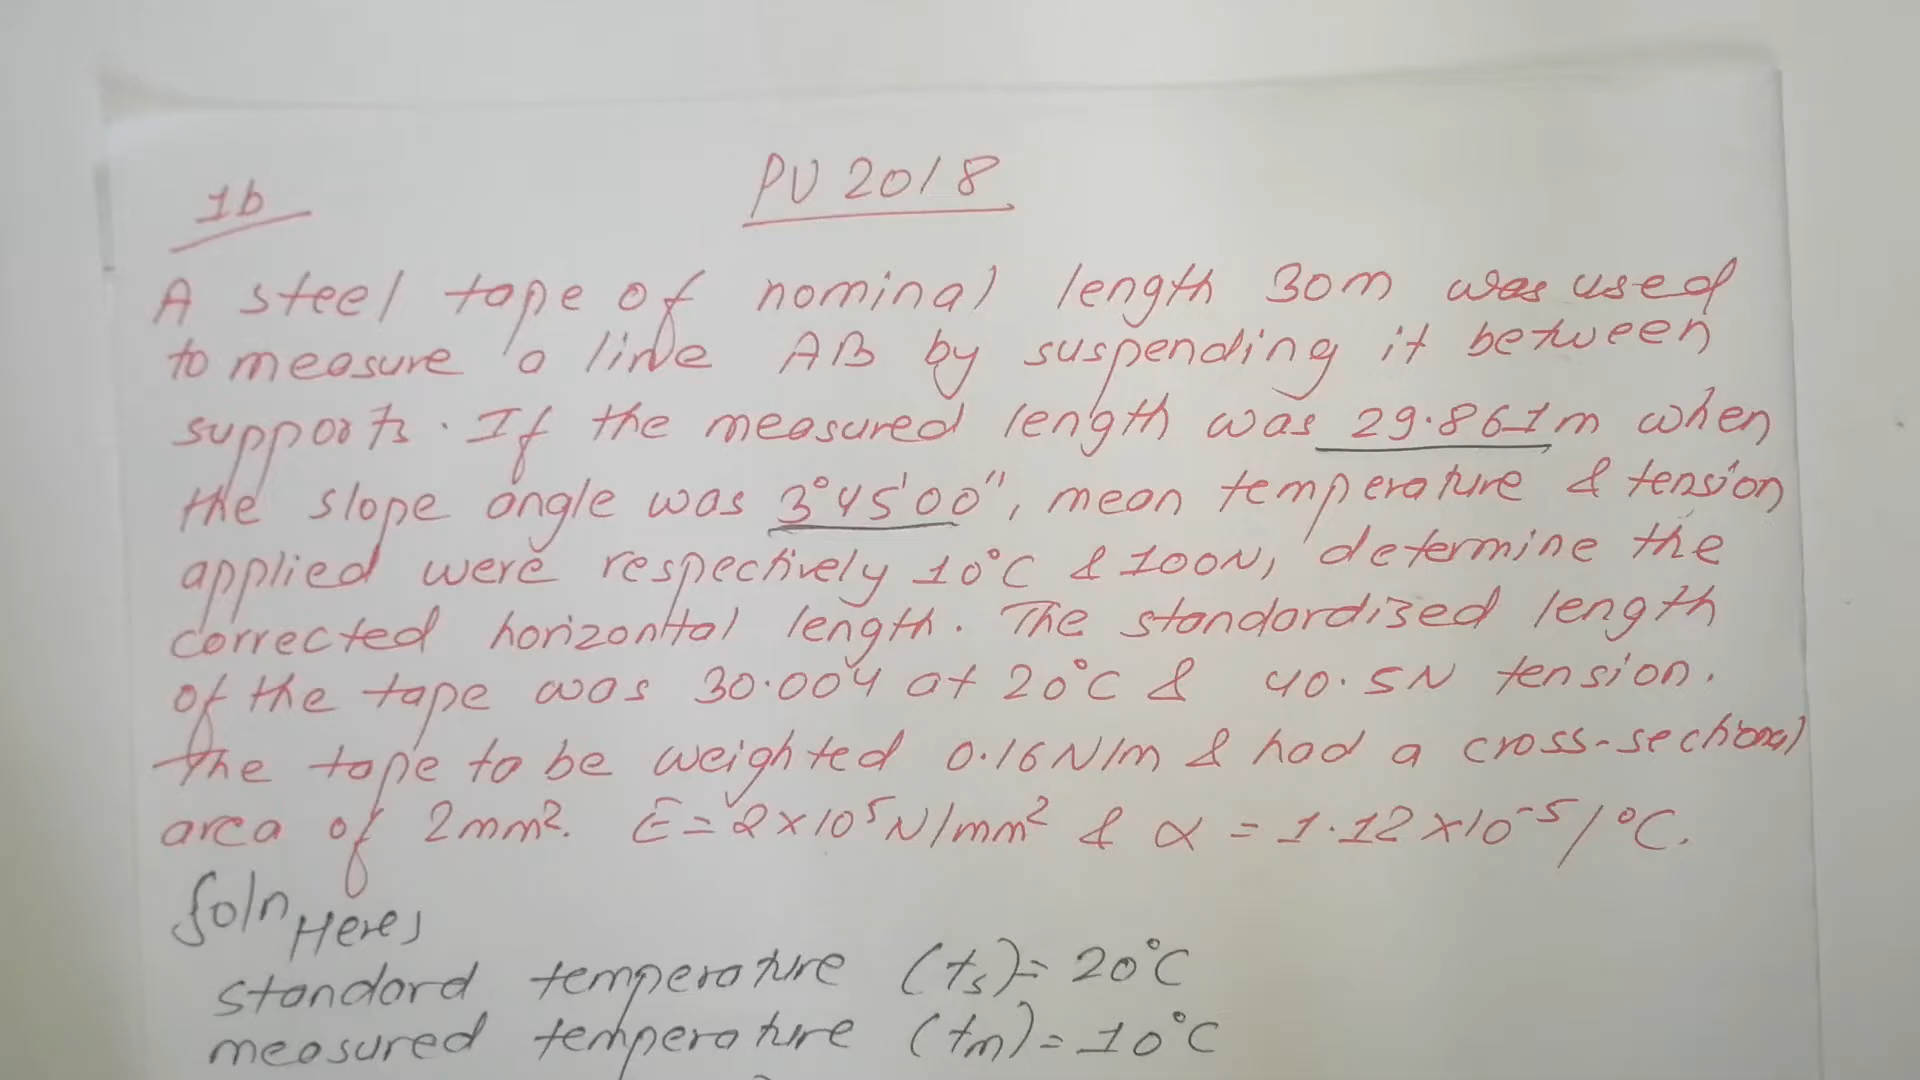 1b
PU 2018
A steel tape of nominal length 30m was used
to measure a line AB by suspending it between
supports. If the measured length was 29.861m when
the slope angle was 3°45'00", mean temperature & tension
applied were respectively 10°C & 100N, determine the
corrected horizontal length. The standardized length
of the tape was 30.004 at 20°C & 40.5N tension.
The tape to be weighted 0.16N/m & had a cross-sectional
area of 2mm². E=2×10⁵N/mm² & α = 1.12×10⁻⁵/°C.
Soln Here,
standard temperature (ts)= 20°C
measured temperature (tm)= 10°C